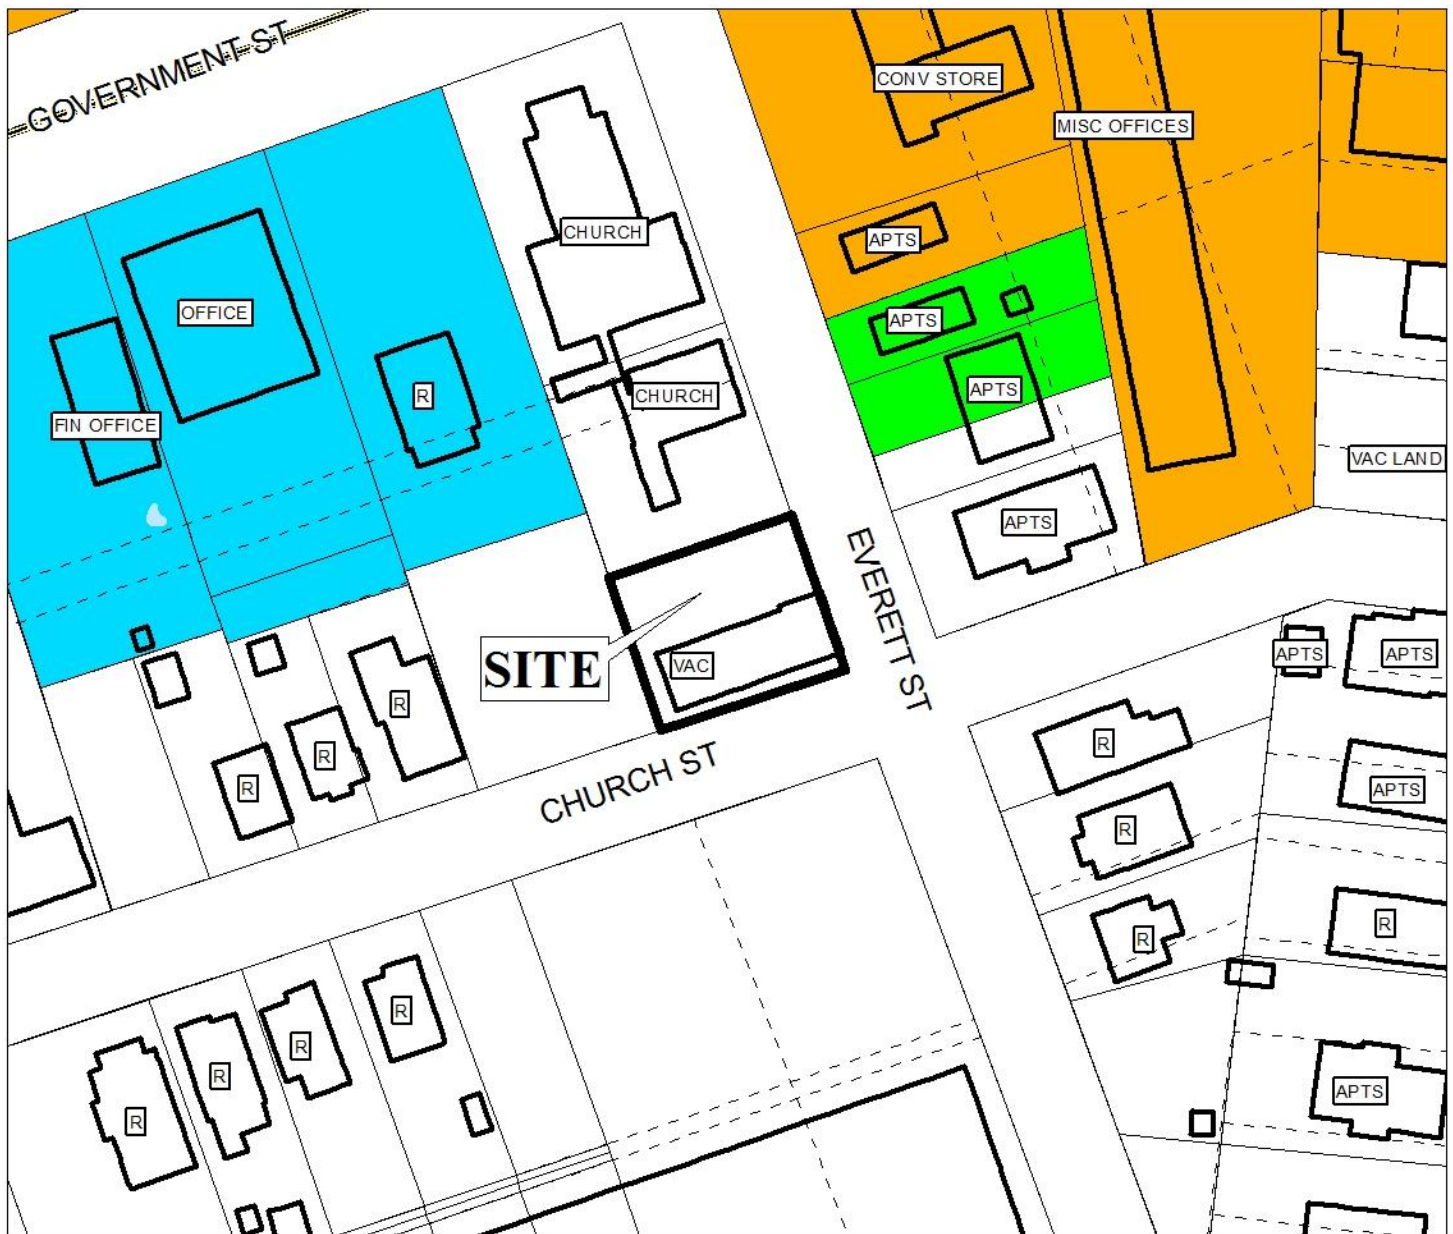 GOVERNMENT ST
CONV STORE
MISC OFFICES
CHURCH
APTS
OFFICE
APTS
R
CHURCH
APTS
FIN OFFICE
VAC LAND
APTS
EVERETT ST
SITE
VAC
APTS
APTS
R
R
R
R
CHURCH ST
APTS
R
R
R
R
R
R
APTS
R